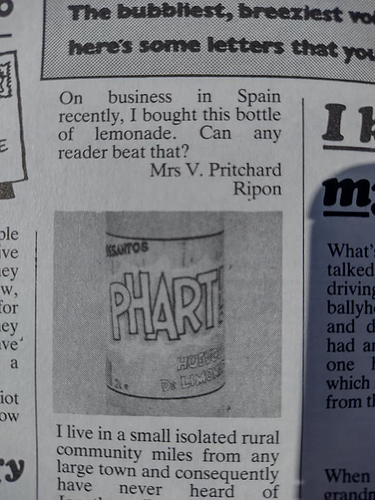 The bubbliest, breeziest
here's some letters that
On business in Spain
recently, I bought this bottle
of lemonade. Can any
reader beat that?
Mrs V. Pritchard
Ripon
PHART
I live in a small isolated rural
community miles from any
large town and consequently
have never heard of
I
What's
talked
driving
and d
had an
one
which
from th
When